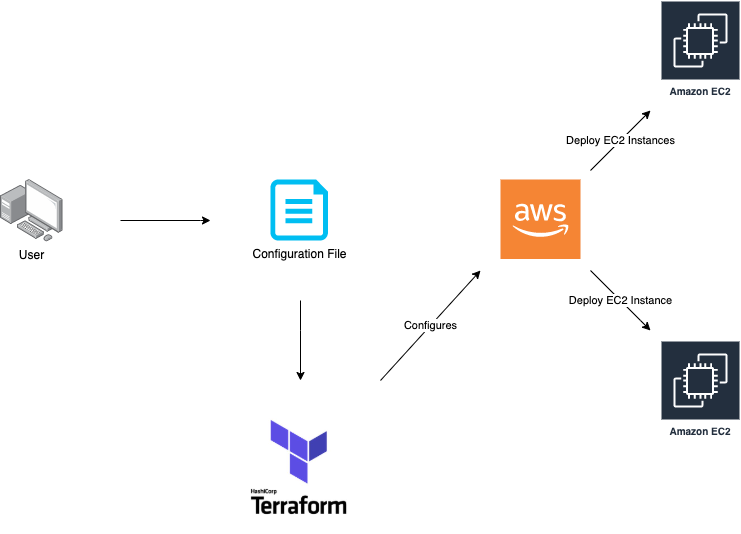 Amazon EC2
Deploy EC2 Instances
aws
User
Configuration File
Deploy EC2 Instance
Configures
Amazon EC2
HashiCorp
Terraform